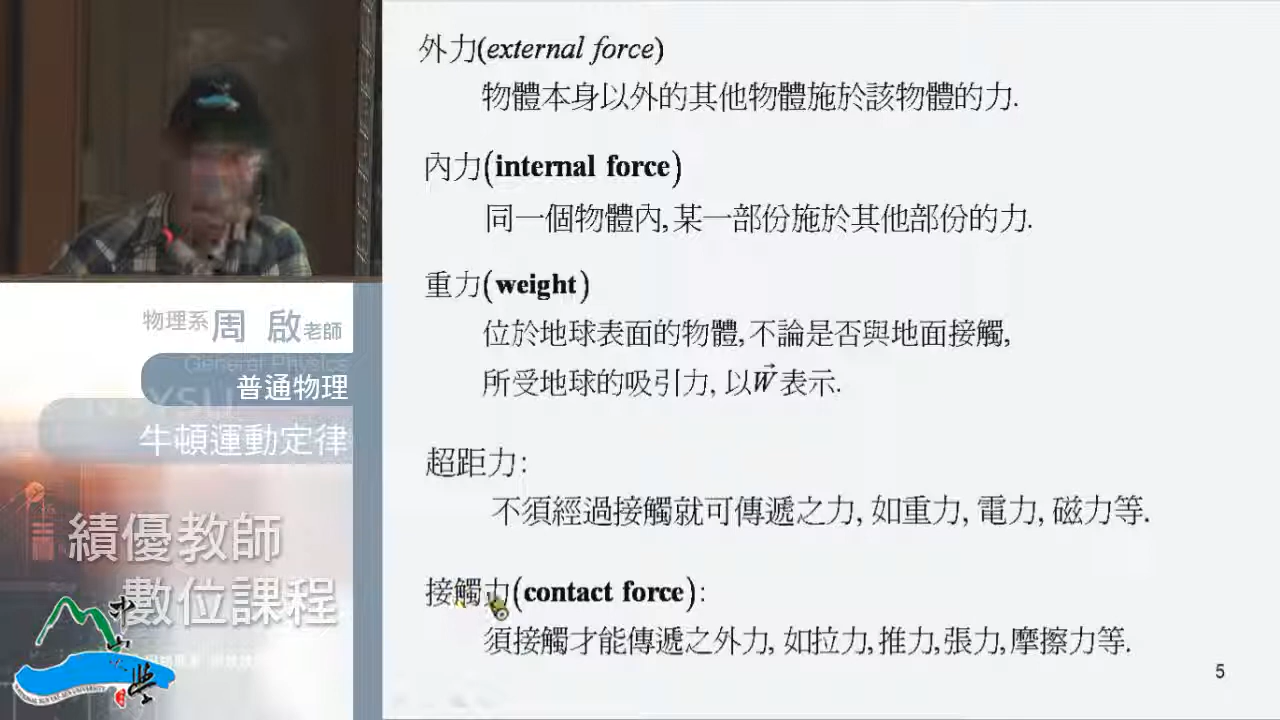 外力(external force)
物體本身以外的其他物體施於該物體的力.
內力(internal force)
同一個物體內,某一部份施於其他部份的力.
重力(weight)
位於地球表面的物體,不論是否與地面接觸,
所受地球的吸引力, 以W⃗表示.
超距力:
不須經過接觸就可傳遞之力, 如重力, 電力, 磁力等.
接觸力(contact force):
須接觸才能傳遞之外力, 如拉力, 推力, 張力, 摩擦力等.
5
物理系周 啟老師
General Physics
普通物理
牛頓運動定律
績優教師
數位課程